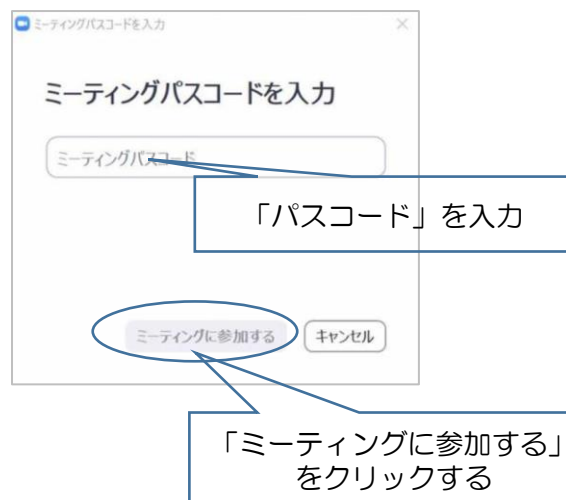 ミーティングパスコードを入力
ミーティングパスコードを入力
ミーティングパスコード
「パスコード」を入力
ミーティングに参加する
キャンセル
「ミーティングに参加する」
をクリックする